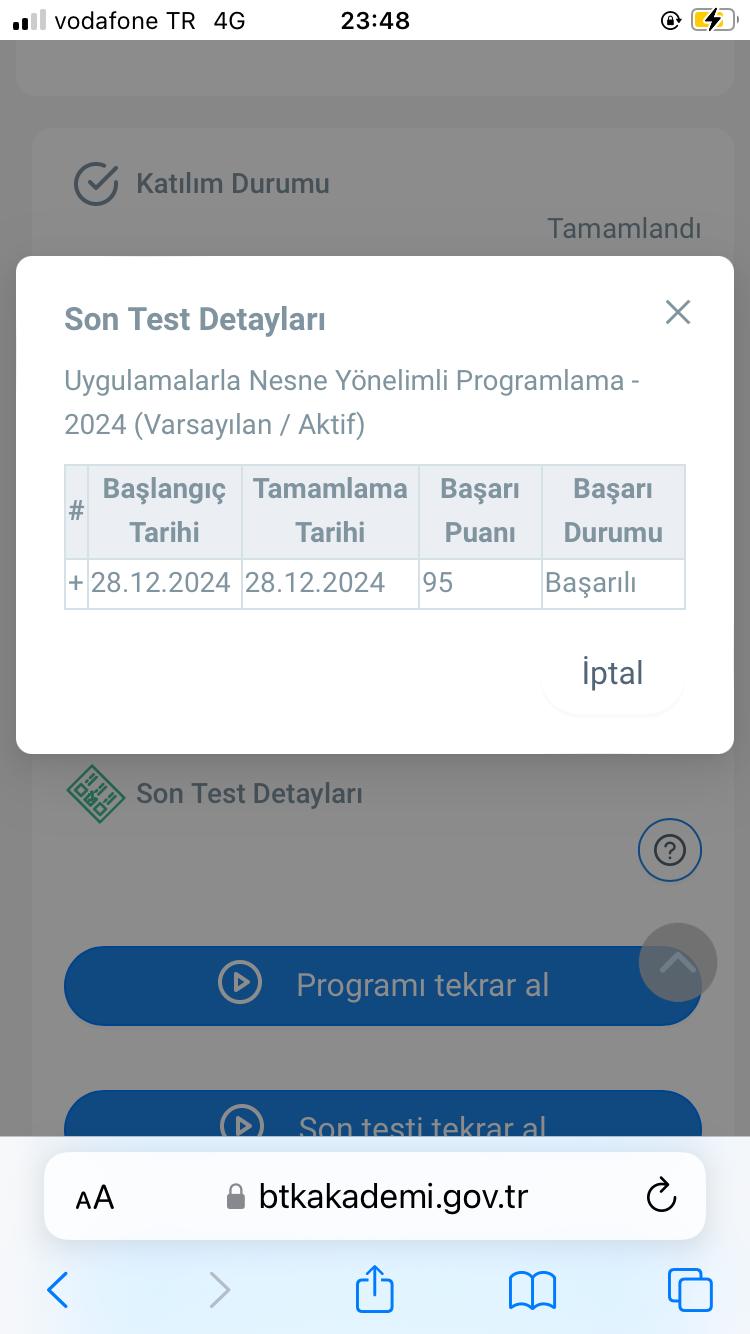 vodafone TR 4G 23:48
Katılım Durumu
Tamamlandı
Son Test Detayları
Uygulamalarla Nesne Yönelimli Programlama -
2024 (Varsayılan / Aktif)
# Başlangıç Tarihi Tamamlama Tarihi Başarı Puanı Başarı Durumu
+ 28.12.2024 28.12.2024 95 Başarılı
İptal
Son Test Detayları
?
Programı tekrar al
Son testi tekrar al
AA btkakademi.gov.tr